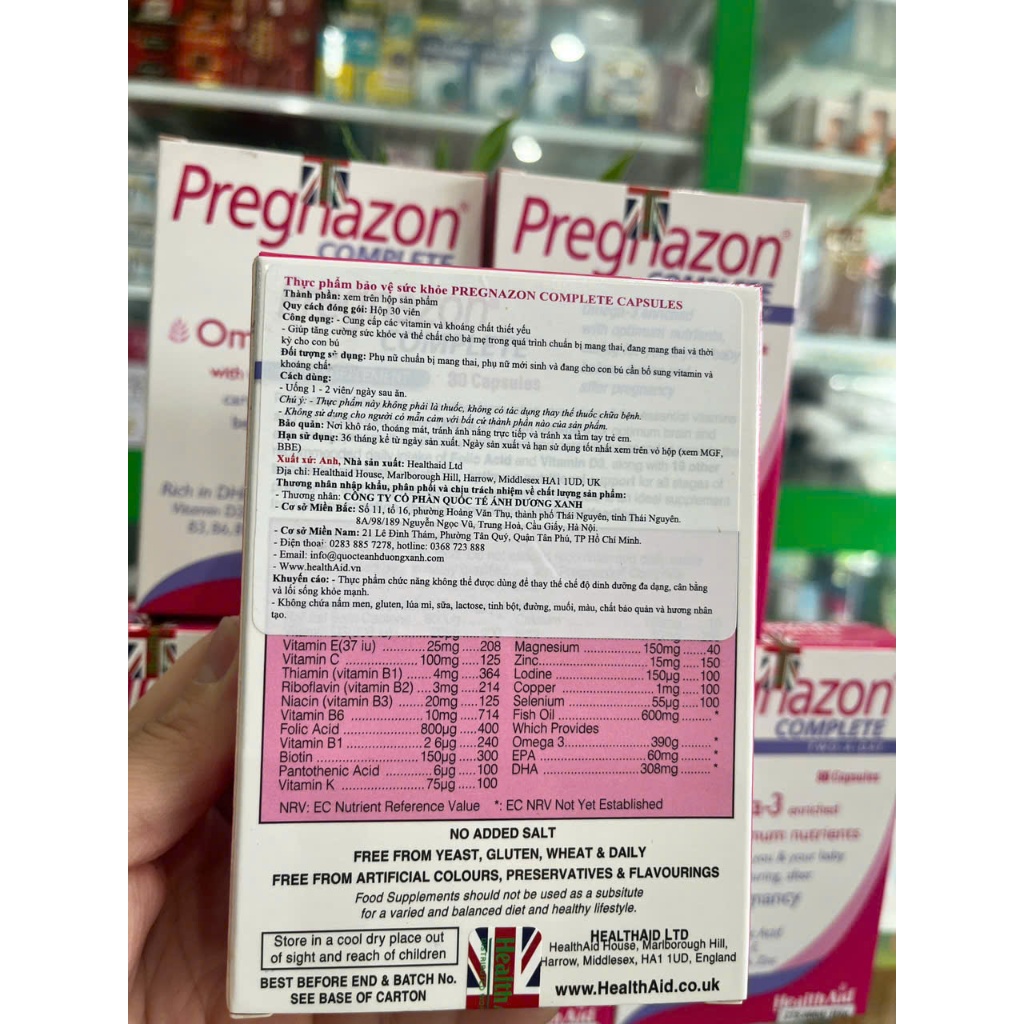 Pregnazon
COMPLETE
Pregnazon
COMPLETE
Thực phẩm bảo vệ sức khỏe PREGNAZON COMPLETE CAPSULES
Thành phần: xem trên hộp sản phẩm
Quy cách đóng gói: Hộp 30 viên
Công dụng: - Cung cấp các vitamin và khoáng chất thiết yếu
- Giúp tăng cường sức khỏe và thể chất cho bà mẹ trong quá trình chuẩn bị mang thai, đang mang thai và thời
kỳ cho con bú
Đối tượng sử dụng: Phụ nữ chuẩn bị mang thai, phụ nữ mới sinh và đang cho con bú cần bổ sung vitamin và
khoáng chất
Cách dùng:
- Uống 1 - 2 viên/ ngày sau ăn.
Chú ý: - Thực phẩm này không phải là thuốc, không có tác dụng thay thế thuốc chữa bệnh.
- Không sử dụng cho người có mẫn cảm với bất cứ thành phần nào của sản phẩm.
Bảo quản: Nơi khô ráo, thoáng mát, tránh ánh nắng trực tiếp và tránh xa tầm tay trẻ em.
Hạn sử dụng: 36 tháng kể từ ngày sản xuất. Ngày sản xuất và hạn sử dụng tốt nhất xem trên vỏ hộp (xem MGF,
BBE)
Xuất xứ: Anh, Nhà sản xuất: Healthaid Ltd
Địa chỉ: Healthaid House, Marlborough Hill, Harrow, Middlesex HA1 1UD, UK
Thương nhân nhập khẩu, phân phối và chịu trách nhiệm về chất lượng sản phẩm:
- Thương nhân: CÔNG TY CỔ PHẦN QUỐC TẾ ÁNH DƯƠNG XANH
- Cơ sở Miền Bắc: Số 11, tổ 16, phường Hoàng Văn Thụ, thành phố Thái Nguyên, tỉnh Thái Nguyên.
8A/98/189 Nguyễn Ngọc Vũ, Trung Hoà, Cầu Giấy, Hà Nội.
- Cơ sở Miền Nam: 21 Lê Đình Thám, Phường Tân Quý, Quận Tân Phú, TP Hồ Chí Minh.
- Điện thoại: 0283 885 7278, hotline: 0368 723 888
- Email: info@quocteanhduongxanh.com
- Www.healthAid.vn
Khuyến cáo: - Thực phẩm chức năng không thể được dùng để thay thế chế độ dinh dưỡng đa dạng, cân bằng
và lối sống khỏe mạnh.
- Không chứa nấm men, gluten, lúa mì, sữa, lactose, tinh bột, đường, muối, màu, chất bảo quản và hương nhân
tạo.
Vitamin E(37 iu) ..........25mg ....208
Vitamin C ..........100mg ....125
Thiamin (vitamin B1) ..........4mg ....364
Riboflavin (vitamin B2) ....3mg ....214
Niacin (vitamin B3) ..........20mg ....125
Vitamin B6 ..........10mg ....714
Folic Acid ..........800µg ....400
Vitamin B1 ..........2 6µg ....240
Biotin ..........150µg ....300
Pantothenic Acid ..........6µg ....100
Vitamin K ..........75µg ....100
Magnesium ..........150mg ....40
Zinc ..........15mg ....150
Lodine ..........150µg ....100
Copper ..........1mg ....100
Selenium ..........55µg ....100
Fish Oil ..........600mg ....*
Which Provides
Omega 3 ..........390g ....*
EPA ..........60mg ....*
DHA ..........308mg ....*
NRV: EC Nutrient Reference Value *: EC NRV Not Yet Established
NO ADDED SALT
FREE FROM YEAST, GLUTEN, WHEAT & DAILY
FREE FROM ARTIFICIAL COLOURS, PRESERVATIVES & FLAVOURINGS
Food Supplements should not be used as a subsitute
for a varied and balanced diet and healthy lifestyle.
Store in a cool dry place out
of sight and reach of children
BEST BEFORE END & BATCH No.
SEE BASE OF CARTON
HEALTHAID LTD
HealthAid House, Marlborough Hill,
Harrow, Middlesex, HA1 1UD, England
www.HealthAid.co.uk
Rich in DH
Vitamin D3
B3, B6, B
COMPLETE
TWO-A-DAY
30 Capsules
enriched
nutrients
HealthAid